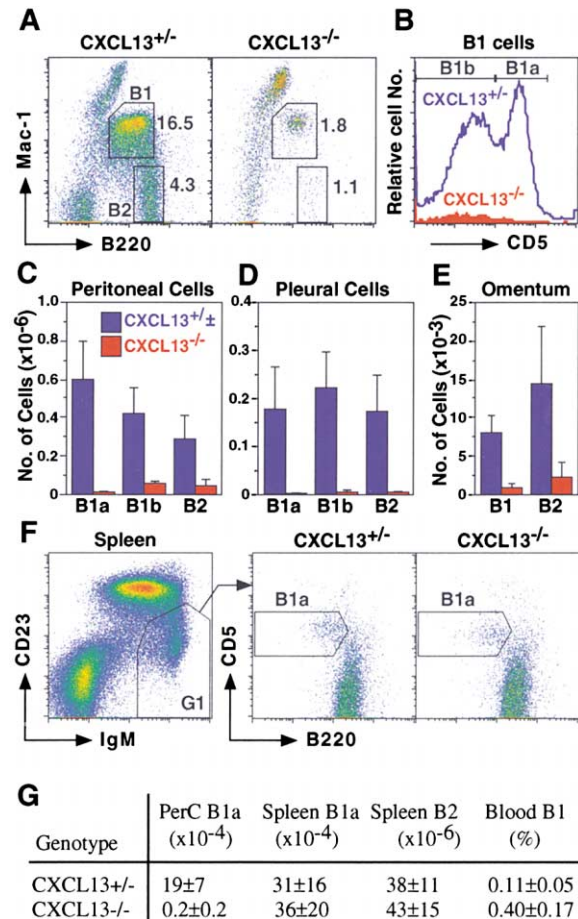 A
CXCL13+/-
CXCL13-/-
B
B1 cells
Mac-1
B1
16.5
4.3
B2
1.8
1.1
B220
Relative cell No.
B1b
B1a
CXCL13+/-
CXCL13-/-
CD5
C
Peritoneal Cells
D
Pleural Cells
E
Omentum
No. of Cells (x10-6)
1.0
0.8
0.6
0.4
0.2
0
CXCL13+/±
CXCL13-/-
B1a
B1b
B2
0.4
0.3
0.2
0.1
0
B1a
B1b
B2
No. of Cells (x10-3)
25
20
15
10
5
0
B1
B2
F
Spleen
CXCL13+/-
CXCL13-/-
CD23
G1
IgM
CD5
B1a
B1a
B220
G
Genotype
PerC B1a (x10-4)
Spleen B1a (x10-4)
Spleen B2 (x10-6)
Blood B1 (%)
CXCL13+/- 19±7 31±16 38±11 0.11±0.05
CXCL13-/- 0.2±0.2 36±20 43±15 0.40±0.17